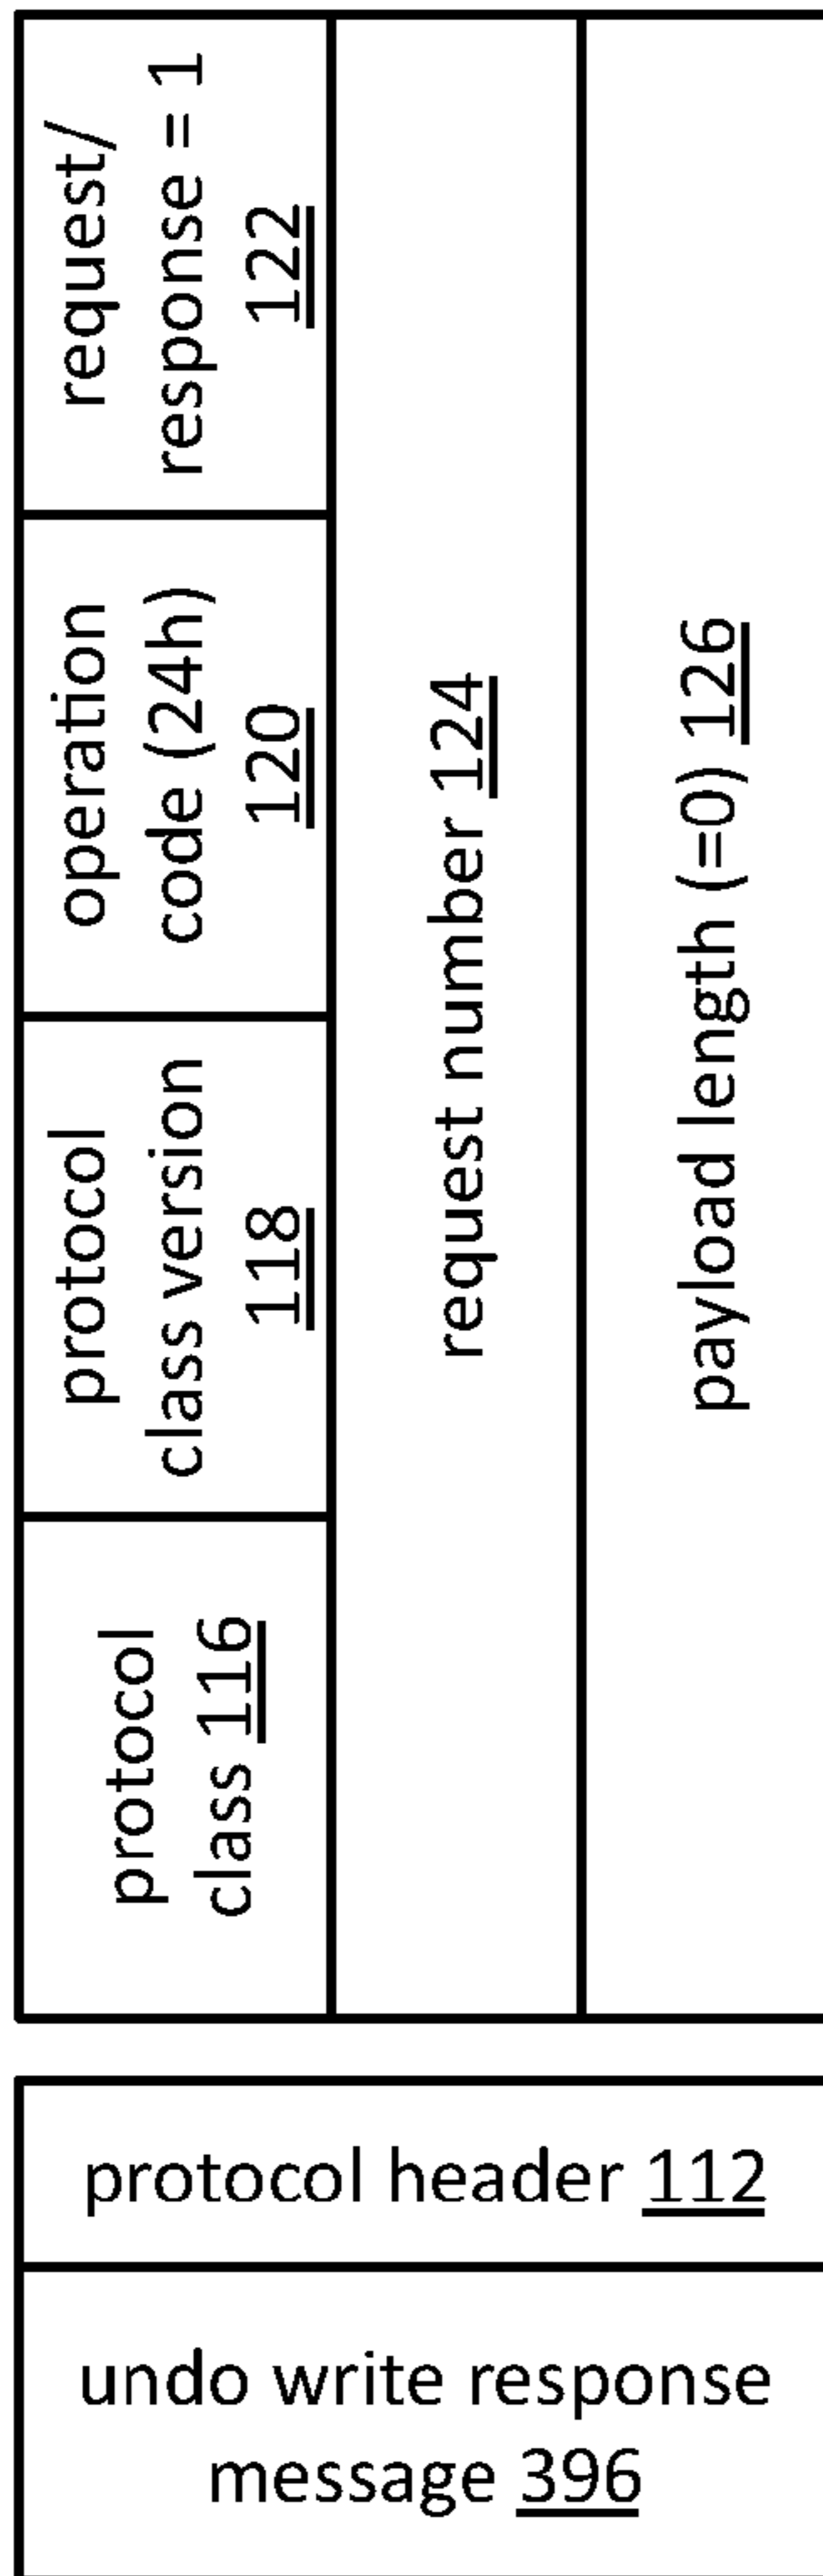 undo write response
message 396
protocol header 112
protocol
class 116
protocol
class version
118
operation
code (24h)
120
request/
response = 1
122
request number 124
payload length (=0) 126